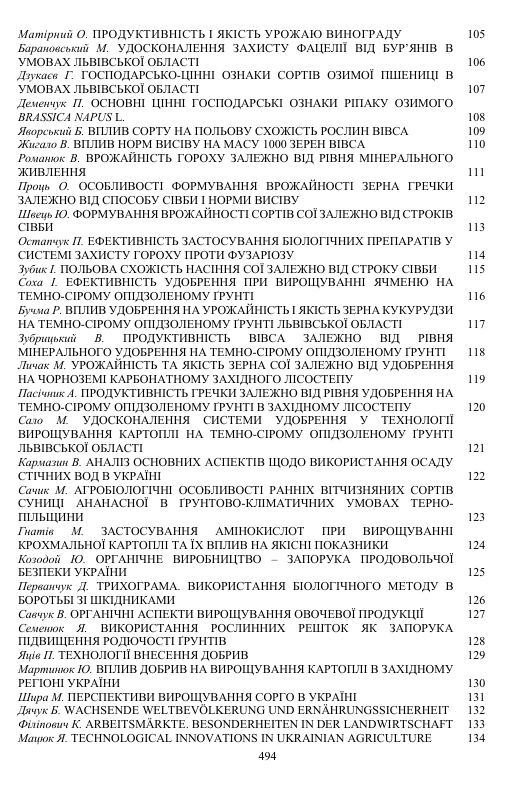 Матірний О. ПРОДУКТИВНІСТЬ І ЯКІСТЬ УРОЖАЮ ВИНОГРАДУ 105
Барановський М. УДОСКОНАЛЕННЯ ЗАХИСТУ ФАЦЕЛІЇ ВІД БУР’ЯНІВ В
УМОВАХ ЛЬВІВСЬКОЇ ОБЛАСТІ 106
Дзукаєв Г. ГОСПОДАРСЬКО-ЦІННІ ОЗНАКИ СОРТІВ ОЗИМОЇ ПШЕНИЦІ В
УМОВАХ ЛЬВІВСЬКОЇ ОБЛАСТІ 107
Деменчук П. ОСНОВНІ ЦІННІ ГОСПОДАРСЬКІ ОЗНАКИ РІПАКУ ОЗИМОГО
BRASSICA NAPUS L. 108
Яворський Б. ВПЛИВ СОРТУ НА ПОЛЬОВУ СХОЖІСТЬ РОСЛИН ВІВСА 109
Жигало В. ВПЛИВ НОРМ ВИСІВУ НА МАСУ 1000 ЗЕРЕН ВІВСА 110
Романюк В. ВРОЖАЙНІСТЬ ГОРОХУ ЗАЛЕЖНО ВІД РІВНЯ МІНЕРАЛЬНОГО
ЖИВЛЕННЯ 111
Проць О. ОСОБЛИВОСТІ ФОРМУВАННЯ ВРОЖАЙНОСТІ ЗЕРНА ГРЕЧКИ
ЗАЛЕЖНО ВІД СПОСОБУ СІВБИ І НОРМИ ВИСІВУ 112
Швець Ю. ФОРМУВАННЯ ВРОЖАЙНОСТІ СОРТІВ СОЇ ЗАЛЕЖНО ВІД СТРОКІВ
СІВБИ 113
Остапчук П. ЕФЕКТИВНІСТЬ ЗАСТОСУВАННЯ БІОЛОГІЧНИХ ПРЕПАРАТІВ У
СИСТЕМІ ЗАХИСТУ ГОРОХУ ПРОТИ ФУЗАРІОЗУ 114
Зубик І. ПОЛЬОВА СХОЖІСТЬ НАСІННЯ СОЇ ЗАЛЕЖНО ВІД СТРОКУ СІВБИ 115
Соха І. ЕФЕКТИВНІСТЬ УДОБРЕННЯ ПРИ ВИРОЩУВАННІ ЯЧМЕНЮ НА
ТЕМНО-СІРОМУ ОПІДЗОЛЕНОМУ ҐРУНТІ 116
Бучма Р. ВПЛИВ УДОБРЕННЯ НА УРОЖАЙНІСТЬ І ЯКІСТЬ ЗЕРНА КУКУРУДЗИ
НА ТЕМНО-СІРОМУ ОПІДЗОЛЕНОМУ ҐРУНТІ ЛЬВІВСЬКОЇ ОБЛАСТІ 117
Зубрицький В. ПРОДУКТИВНІСТЬ ВІВСА ЗАЛЕЖНО ВІД РІВНЯ
МІНЕРАЛЬНОГО УДОБРЕННЯ НА ТЕМНО-СІРОМУ ОПІДЗОЛЕНОМУ ҐРУНТІ 118
Личак М. УРОЖАЙНІСТЬ ТА ЯКІСТЬ ЗЕРНА СОЇ ЗАЛЕЖНО ВІД УДОБРЕННЯ
НА ЧОРНОЗЕМІ КАРБОНАТНОМУ ЗАХІДНОГО ЛІСОСТЕПУ 119
Пасічник А. ПРОДУКТИВНІСТЬ ГРЕЧКИ ЗАЛЕЖНО ВІД РІВНЯ УДОБРЕННЯ НА
ТЕМНО-СІРОМУ ОПІДЗОЛЕНОМУ ҐРУНТІ В ЗАХІДНОМУ ЛІСОСТЕПУ 120
Сало М. УДОСКОНАЛЕННЯ СИСТЕМИ УДОБРЕННЯ У ТЕХНОЛОГІЇ
ВИРОЩУВАННЯ КАРТОПЛІ НА ТЕМНО-СІРОМУ ОПІДЗОЛЕНОМУ ҐРУНТІ
ЛЬВІВСЬКОЇ ОБЛАСТІ 121
Кармазин В. АНАЛІЗ ОСНОВНИХ АСПЕКТІВ ЩОДО ВИКОРИСТАННЯ ОСАДУ
СТІЧНИХ ВОД В УКРАЇНІ 122
Сачик М. АГРОБІОЛОГІЧНІ ОСОБЛИВОСТІ РАННІХ ВІТЧИЗНЯНИХ СОРТІВ
СУНИЦІ АНАНАСНОЇ В ҐРУНТОВО-КЛІМАТИЧНИХ УМОВАХ ТЕРНО-
ПІЛЬЩИНИ 123
Гнатів М. ЗАСТОСУВАННЯ АМІНОКИСЛОТ ПРИ ВИРОЩУВАННІ
КРОХМАЛЬНОЇ КАРТОПЛІ ТА ЇХ ВПЛИВ НА ЯКІСНІ ПОКАЗНИКИ 124
Козодой Ю. ОРГАНІЧНЕ ВИРОБНИЦТВО – ЗАПОРУКА ПРОДОВОЛЬЧОЇ
БЕЗПЕКИ УКРАЇНИ 125
Перванчук Д. ТРИХОГРАМА. ВИКОРИСТАННЯ БІОЛОГІЧНОГО МЕТОДУ В
БОРОТЬБІ ЗІ ШКІДНИКАМИ 126
Савчук В. ОРГАНІЧНІ АСПЕКТИ ВИРОЩУВАННЯ ОВОЧЕВОЇ ПРОДУКЦІЇ 127
Семенюк Я. ВИКОРИСТАННЯ РОСЛИННИХ РЕШТОК ЯК ЗАПОРУКА
ПІДВИЩЕННЯ РОДЮЧОСТІ ҐРУНТІВ 128
Яців П. ТЕХНОЛОГІЇ ВНЕСЕННЯ ДОБРИВ 129
Мартинюк Ю. ВПЛИВ ДОБРИВ НА ВИРОЩУВАННЯ КАРТОПЛІ В ЗАХІДНОМУ
РЕГІОНІ УКРАЇНИ 130
Шира М. ПЕРСПЕКТИВИ ВИРОЩУВАННЯ СОРГО В УКРАЇНІ 131
Дячук Б. WACHSENDE WELTBEVÖLKERUNG UND ERNÄHRUNGSSICHERHEIT 132
Філіпович К. ARBEITSMÄRKTE. BESONDERHEITEN IN DER LANDWIRTSCHAFT 133
Мацюк Я. TECHNOLOGICAL INNOVATIONS IN UKRAINIAN AGRICULTURE 134
494